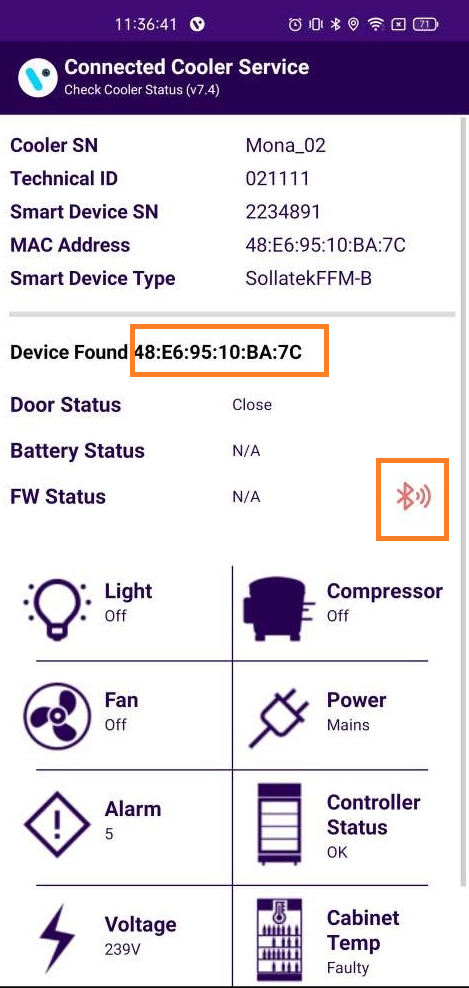 11:36:41
71
Connected Cooler Service
Check Cooler Status (v7.4)
Cooler SN Mona_02
Technical ID 021111
Smart Device SN 2234891
MAC Address 48:E6:95:10:BA:7C
Smart Device Type SollatekFFM-B
Device Found 48:E6:95:10:BA:7C
Door Status Close
Battery Status N/A
FW Status N/A
Light
Off
Compressor
Off
Fan
Off
Power
Mains
Alarm
5
Controller
Status
OK
Voltage
239V
Cabinet
Temp
Faulty